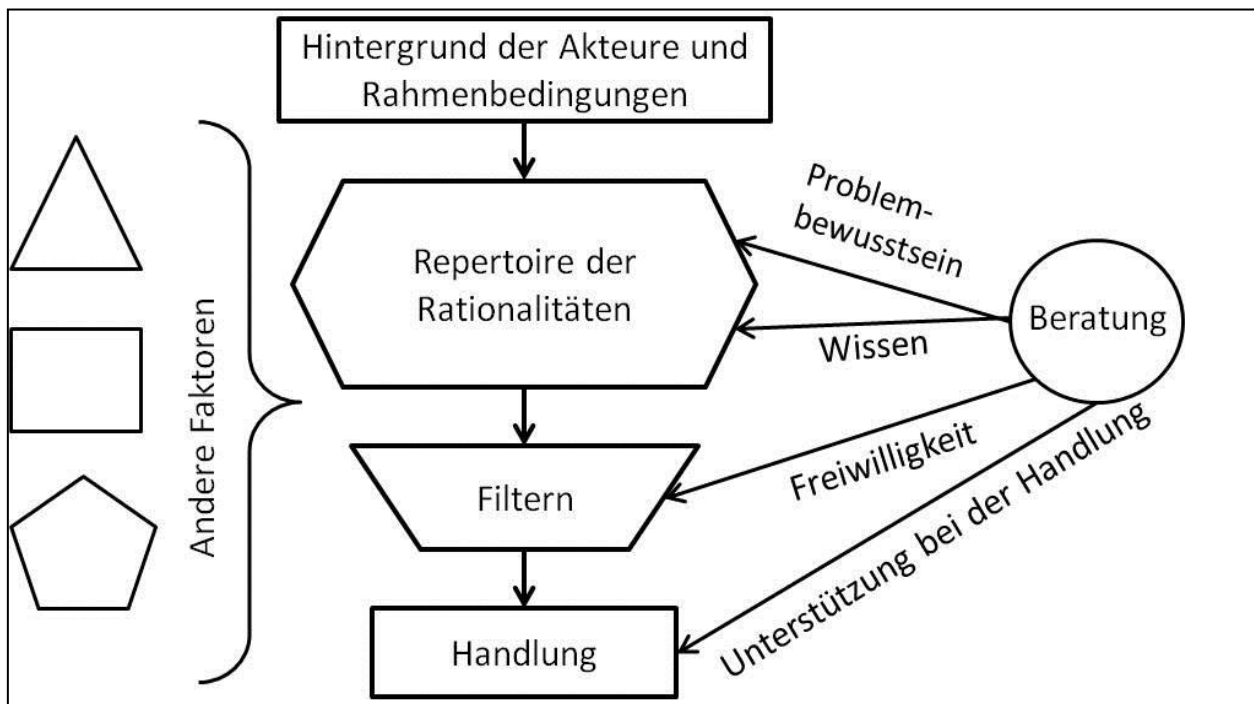 Hintergrund der Akteure und
Rahmenbedingungen
Andere Faktoren
Repertoire der
Rationalitäten
Problem-
bewusstsein
Wissen
Beratung
Filtern
Freiwilligkeit
Handlung
Unterstützung bei der Handlung